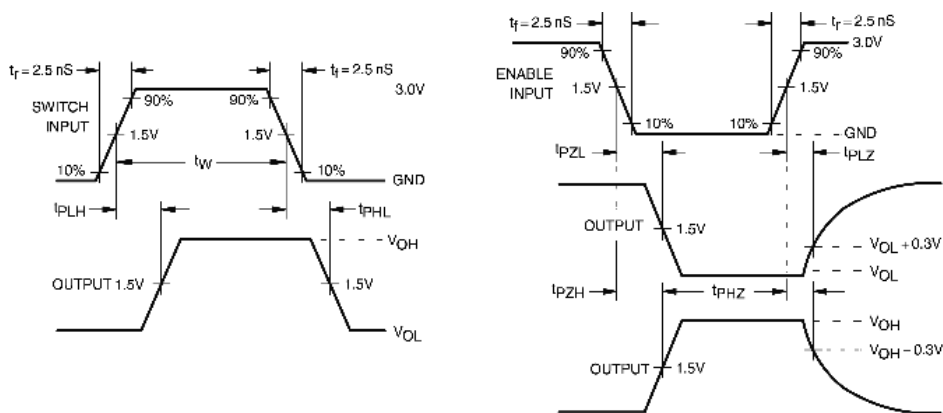 tr = 2.5 nS
tf = 2.5 nS
3.0V
90%
90%
SWITCH
INPUT
1.5V
1.5V
10%
tW
10%
GND
tPLH
tPHL
VOH
OUTPUT 1.5V
1.5V
VOL
tf = 2.5 nS
tr = 2.5 nS
3.0V
90%
90%
ENABLE
INPUT
1.5V
1.5V
10%
10%
GND
tPZL
tPLZ
OUTPUT
1.5V
VOL + 0.3V
VOL
tPZH
tPHZ
VOH
VOH – 0.3V
OUTPUT
1.5V